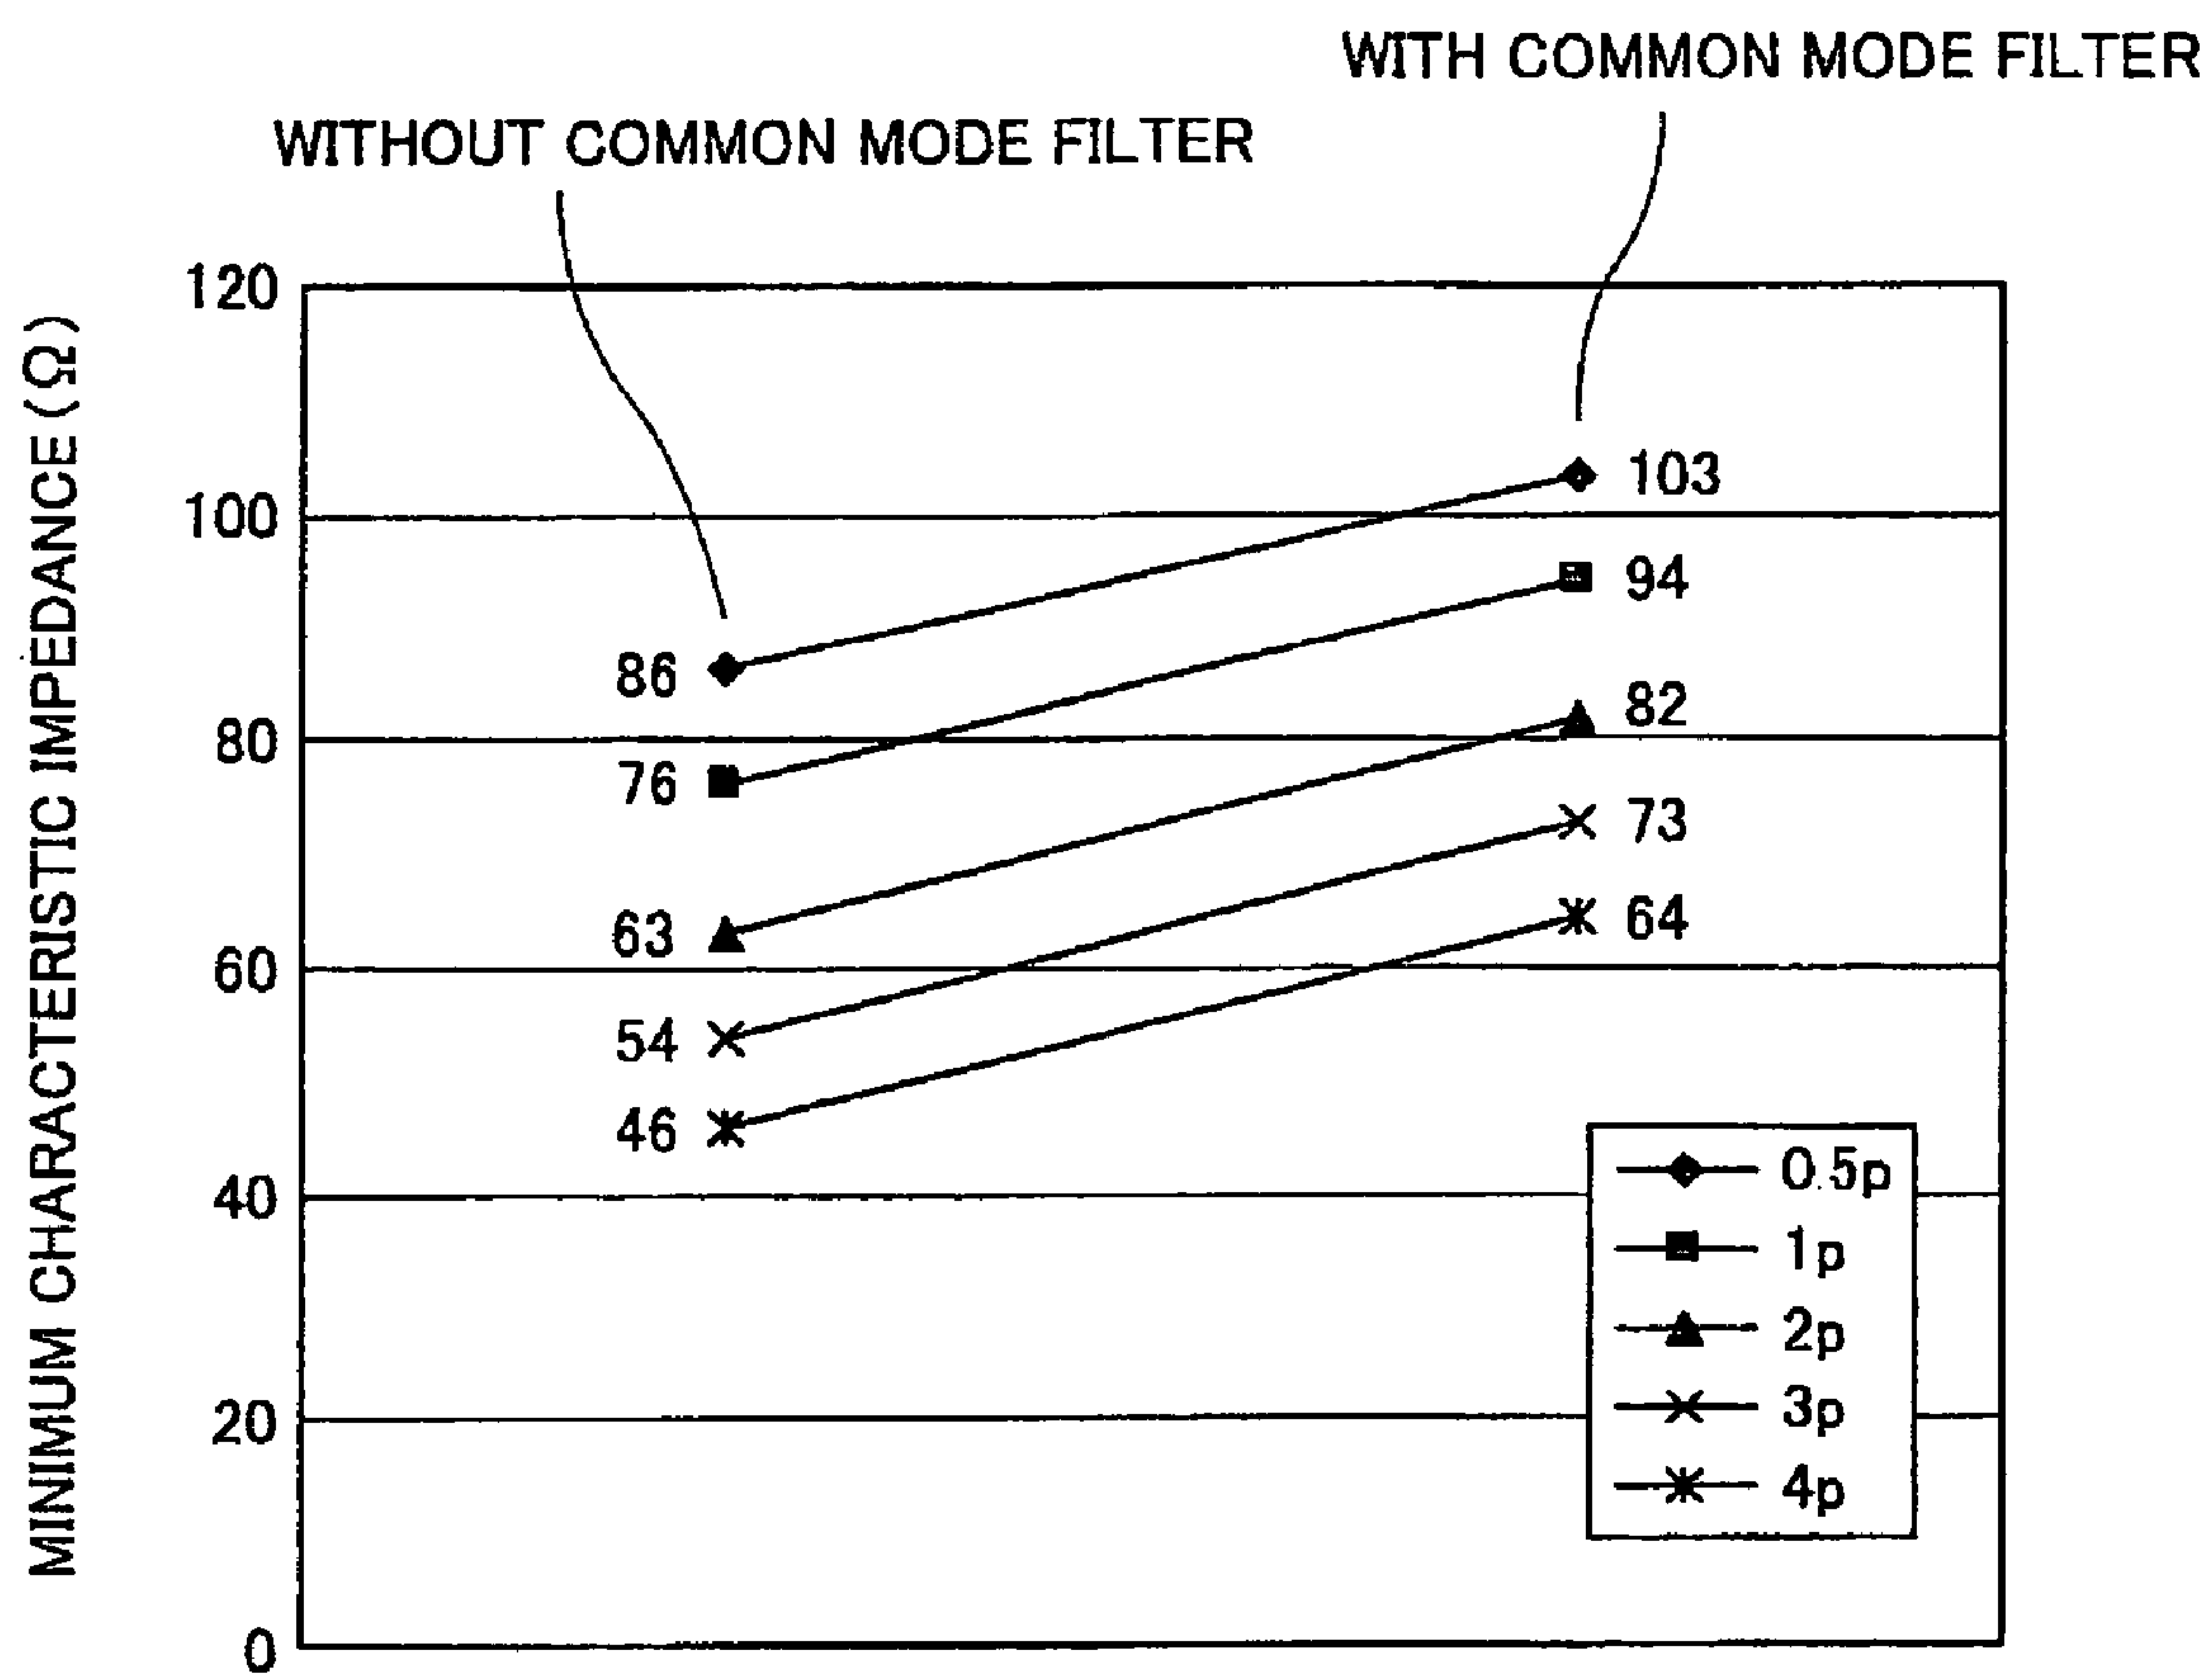 WITH COMMON MODE FILTER
WITHOUT COMMON MODE FILTER
MINIMUM CHARACTERISTIC IMPEDANCE (Ω)
120
100
80
60
40
20
0
86
76
63
54
46
103
94
82
73
64
0.5p
1p
2p
3p
4p